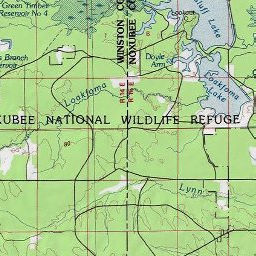 Green Timber
Reservoir No 4
Lookout
Bluff Lake
WINSTON CO
NOXUBEE CO
Doyle Arm
Branch
Loakfoma
Loakfoma
Lake
R 14 E
R 15 E
XUBEE NATIONAL WILDLIFE REFUGE
Lynn